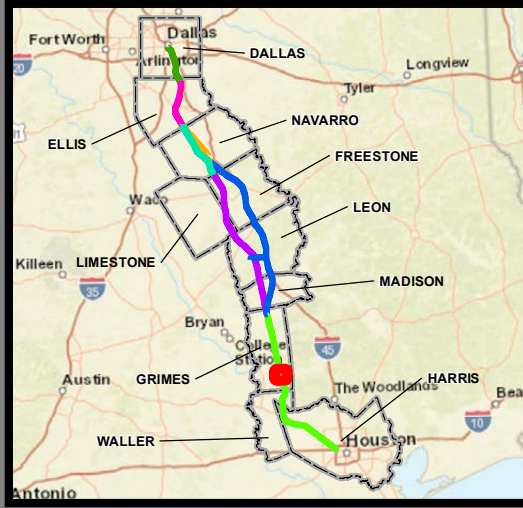 Dallas
Fort Worth
DALLAS
Arlington
Longview
20
Tyler
NAVARRO
ELLIS
FREESTONE
Waco
LEON
LIMESTONE
Killeen
MADISON
35
Bryan
College
Station
45
GRIMES
Austin
The Woodlands
HARRIS
Bea
10
WALLER
Houston
Antonio